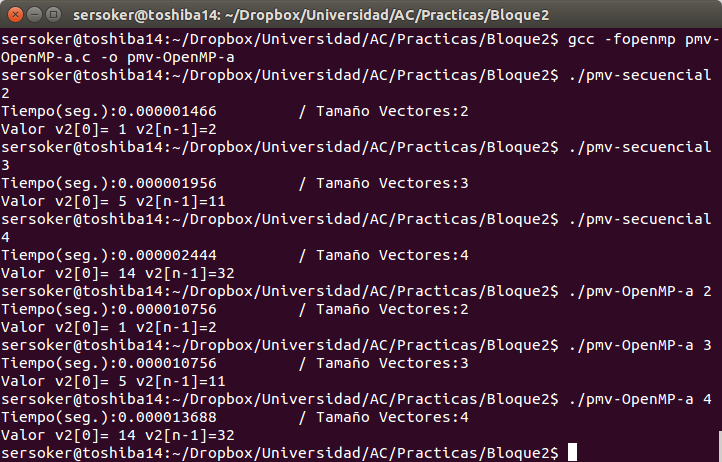 sersoker@toshiba14: ~/Dropbox/Universidad/AC/Practicas/Bloque2
sersoker@toshiba14:~/Dropbox/Universidad/AC/Practicas/Bloque2$ gcc -fopenmp pmv-
OpenMP-a.c -o pmv-OpenMP-a
sersoker@toshiba14:~/Dropbox/Universidad/AC/Practicas/Bloque2$ ./pmv-secuencial
2
Tiempo(seg.):0.000001466 / Tamaño Vectores:2
Valor v2[0]= 1 v2[n-1]=2
sersoker@toshiba14:~/Dropbox/Universidad/AC/Practicas/Bloque2$ ./pmv-secuencial
3
Tiempo(seg.):0.000001956 / Tamaño Vectores:3
Valor v2[0]= 5 v2[n-1]=11
sersoker@toshiba14:~/Dropbox/Universidad/AC/Practicas/Bloque2$ ./pmv-secuencial
4
Tiempo(seg.):0.000002444 / Tamaño Vectores:4
Valor v2[0]= 14 v2[n-1]=32
sersoker@toshiba14:~/Dropbox/Universidad/AC/Practicas/Bloque2$ ./pmv-OpenMP-a 2
Tiempo(seg.):0.000010756 / Tamaño Vectores:2
Valor v2[0]= 1 v2[n-1]=2
sersoker@toshiba14:~/Dropbox/Universidad/AC/Practicas/Bloque2$ ./pmv-OpenMP-a 3
Tiempo(seg.):0.000010756 / Tamaño Vectores:3
Valor v2[0]= 5 v2[n-1]=11
sersoker@toshiba14:~/Dropbox/Universidad/AC/Practicas/Bloque2$ ./pmv-OpenMP-a 4
Tiempo(seg.):0.000013688 / Tamaño Vectores:4
Valor v2[0]= 14 v2[n-1]=32
sersoker@toshiba14:~/Dropbox/Universidad/AC/Practicas/Bloque2$